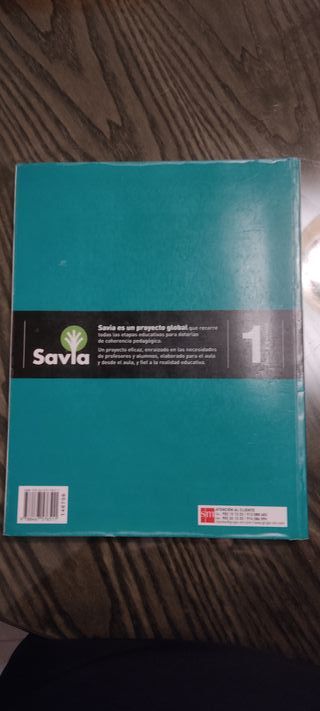 Savia es un proyecto global que recorre
todas las etapas educativas para dotarlas
de coherencia pedagógica.
Un proyecto eficaz, enraizado en las necesidades
de profesores y alumnos, elaborado para el aula
y desde el aula, y fiel a la realidad educativa.
Savia
1
146706
sm
ATENCIÓN AL CLIENTE